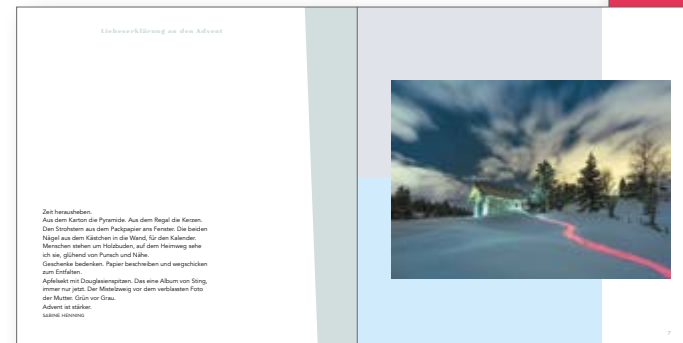 Liebeserklärung an den Advent
Zeit herausheben.
Aus dem Karton die Pyramide. Aus dem Regal die Kerzen.
Den Strohstern aus dem Packpapier ans Fenster. Die beiden
Nägel aus dem Kästchen in die Wand, für den Kalender.
Menschen stehen um Holzbuden, auf dem Heimweg sehe
ich sie, glühend von Punsch und Nähe.
Geschenke bedenken. Papier beschreiben und wegschicken
zum Entfalten.
Apfelsekt mit Douglasienspitzen. Das eine Album von Sting,
immer nur jetzt. Der Mistelzweig vor dem verblassten Foto
der Mutter. Grün vor Grau.
Advent ist stärker.
SABINE HENNING
7